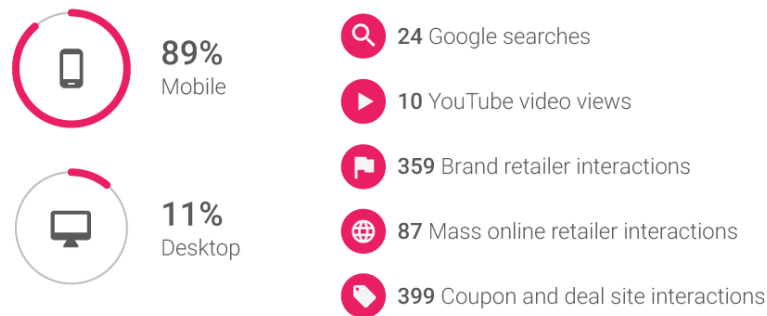 89%
Mobile
11%
Desktop
24 Google searches
10 YouTube video views
359 Brand retailer interactions
87 Mass online retailer interactions
399 Coupon and deal site interactions